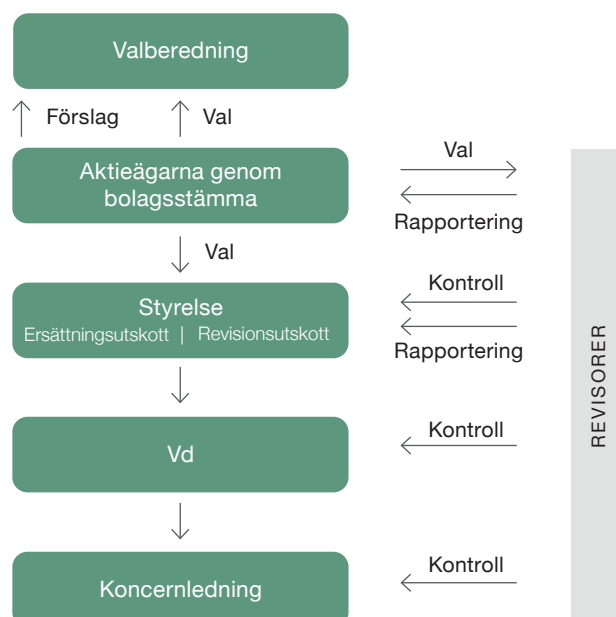 Valberedning
Förslag
Val
Aktieägarna genom
bolagsstämma
Val
Rapportering
Val
Styrelse
Ersättningsutskott | Revisionsutskott
Kontroll
Rapportering
Vd
Kontroll
Koncernledning
Kontroll
REVISORER